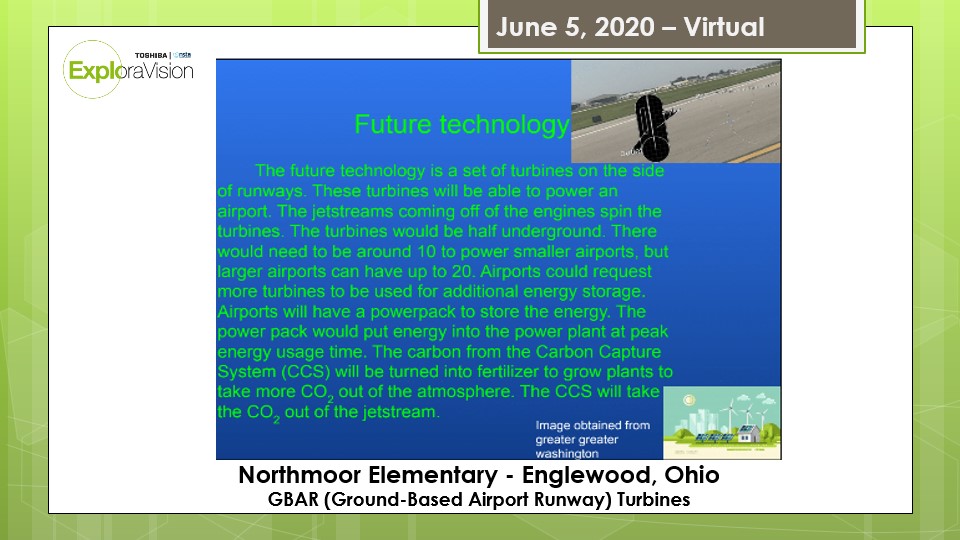 June 5, 2020 – Virtual
TOSHIBA | nsta
ExploraVision
Future technology
The future technology is a set of turbines on the side
of runways. These turbines will be able to power an
airport. The jetstreams coming off of the engines spin the
turbines. The turbines would be half underground. There
would need to be around 10 to power smaller airports, but
larger airports can have up to 20. Airports could request
more turbines to be used for additional energy storage.
Airports will have a powerpack to store the energy. The
power pack would put energy into the power plant at peak
energy usage time. The carbon from the Carbon Capture
System (CCS) will be turned into fertilizer to grow plants to
take more CO2 out of the atmosphere. The CCS will take
the CO2 out of the jetstream.
Image obtained from
greater greater
washington
Northmoor Elementary - Englewood, Ohio
GBAR (Ground-Based Airport Runway) Turbines